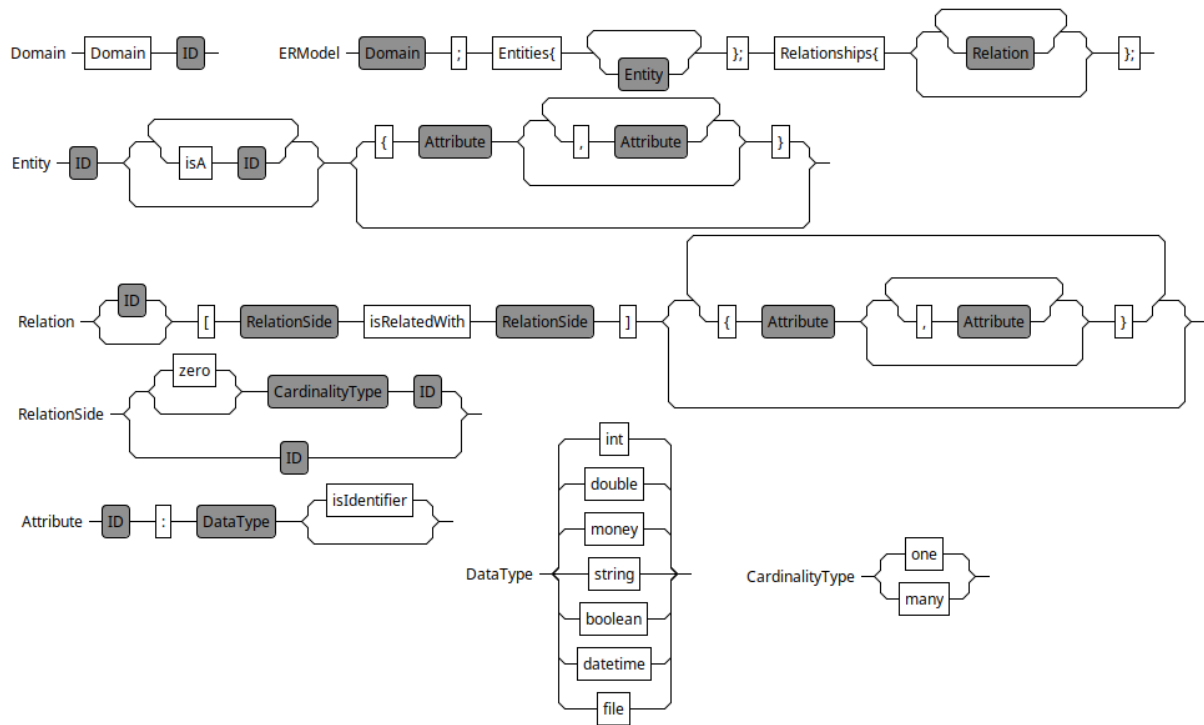 Domain Domain ID
ERModel Domain ; Entities{ Entity }; Relationships{ Relation };
Entity ID isA ID { Attribute , Attribute }
Relation ID [ RelationSide isRelatedWith RelationSide ] { Attribute , Attribute }
RelationSide zero CardinalityType ID
ID
Attribute ID : DataType isIdentifier
DataType
int
double
money
string
boolean
datetime
file
CardinalityType
one
many